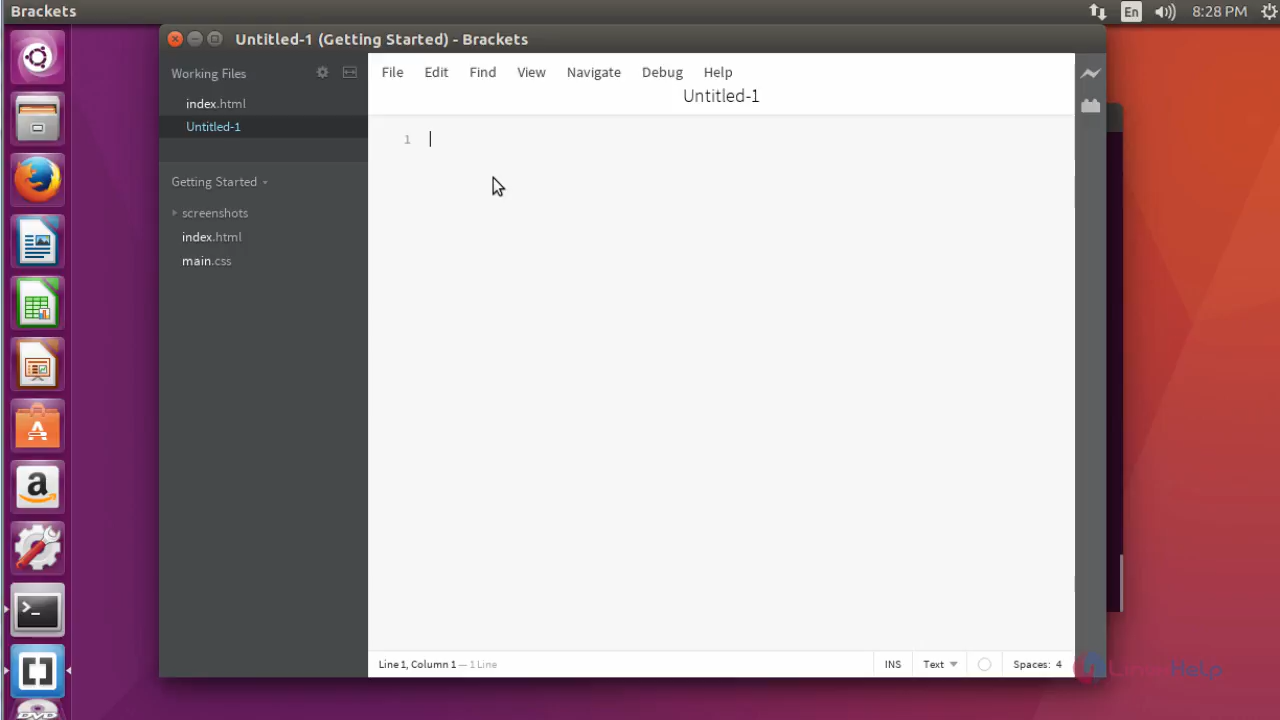 Brackets
En
8:28 PM
Untitled-1 (Getting Started) - Brackets
Working Files
index.html
Untitled-1
Getting Started
screenshots
index.html
main.css
File Edit Find View Navigate Debug Help
Untitled-1
1
Line 1, Column 1 — 1 Line
INS
Text
Spaces: 4
LinuxHelp